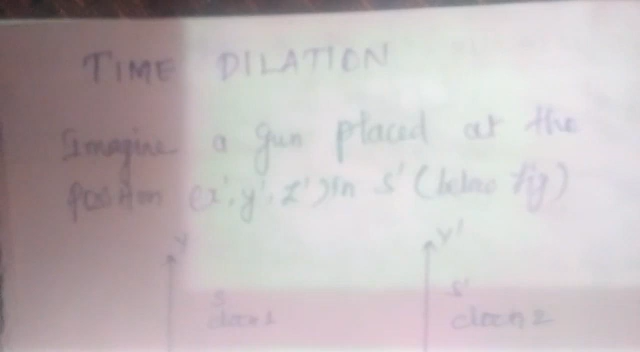 TIME DILATION
Imagine a gun placed at the
position (x', y', z') in S' (below fig)
Y Y'
S S'
clock 1 clock 2